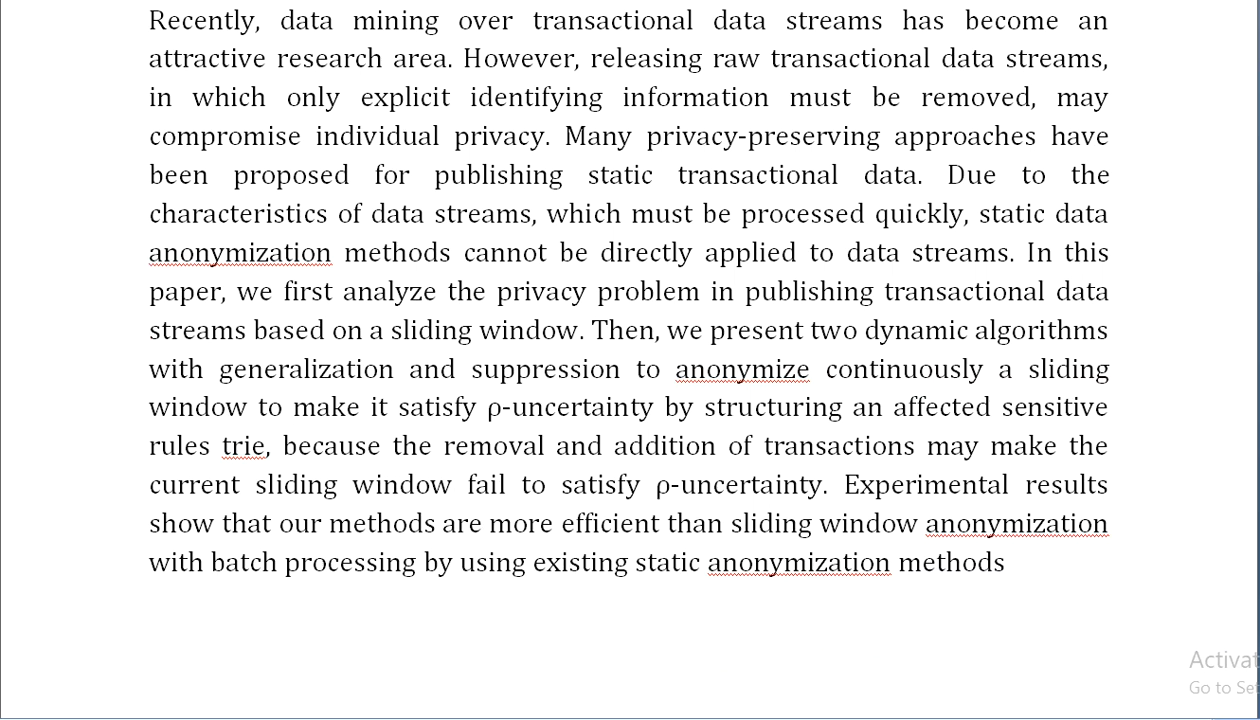 Recently, data mining over transactional data streams has become an
attractive research area. However, releasing raw transactional data streams,
in which only explicit identifying information must be removed, may
compromise individual privacy. Many privacy-preserving approaches have
been proposed for publishing static transactional data. Due to the
characteristics of data streams, which must be processed quickly, static data
anonymization methods cannot be directly applied to data streams. In this
paper, we first analyze the privacy problem in publishing transactional data
streams based on a sliding window. Then, we present two dynamic algorithms
with generalization and suppression to anonymize continuously a sliding
window to make it satisfy ρ-uncertainty by structuring an affected sensitive
rules trie, because the removal and addition of transactions may make the
current sliding window fail to satisfy ρ-uncertainty. Experimental results
show that our methods are more efficient than sliding window anonymization
with batch processing by using existing static anonymization methods
Activat
Go to Se